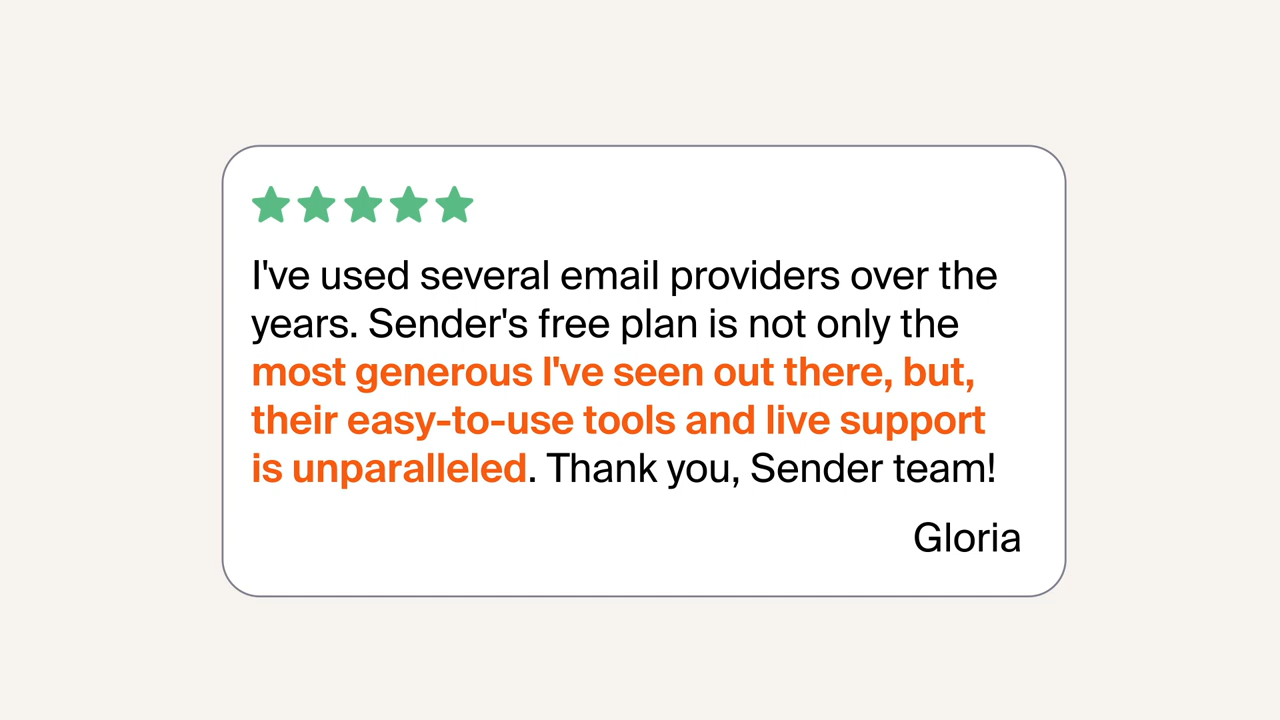 I've used several email providers over the
years. Sender's free plan is not only the
most generous I've seen out there, but,
their easy-to-use tools and live support
is unparalleled. Thank you, Sender team!
Gloria